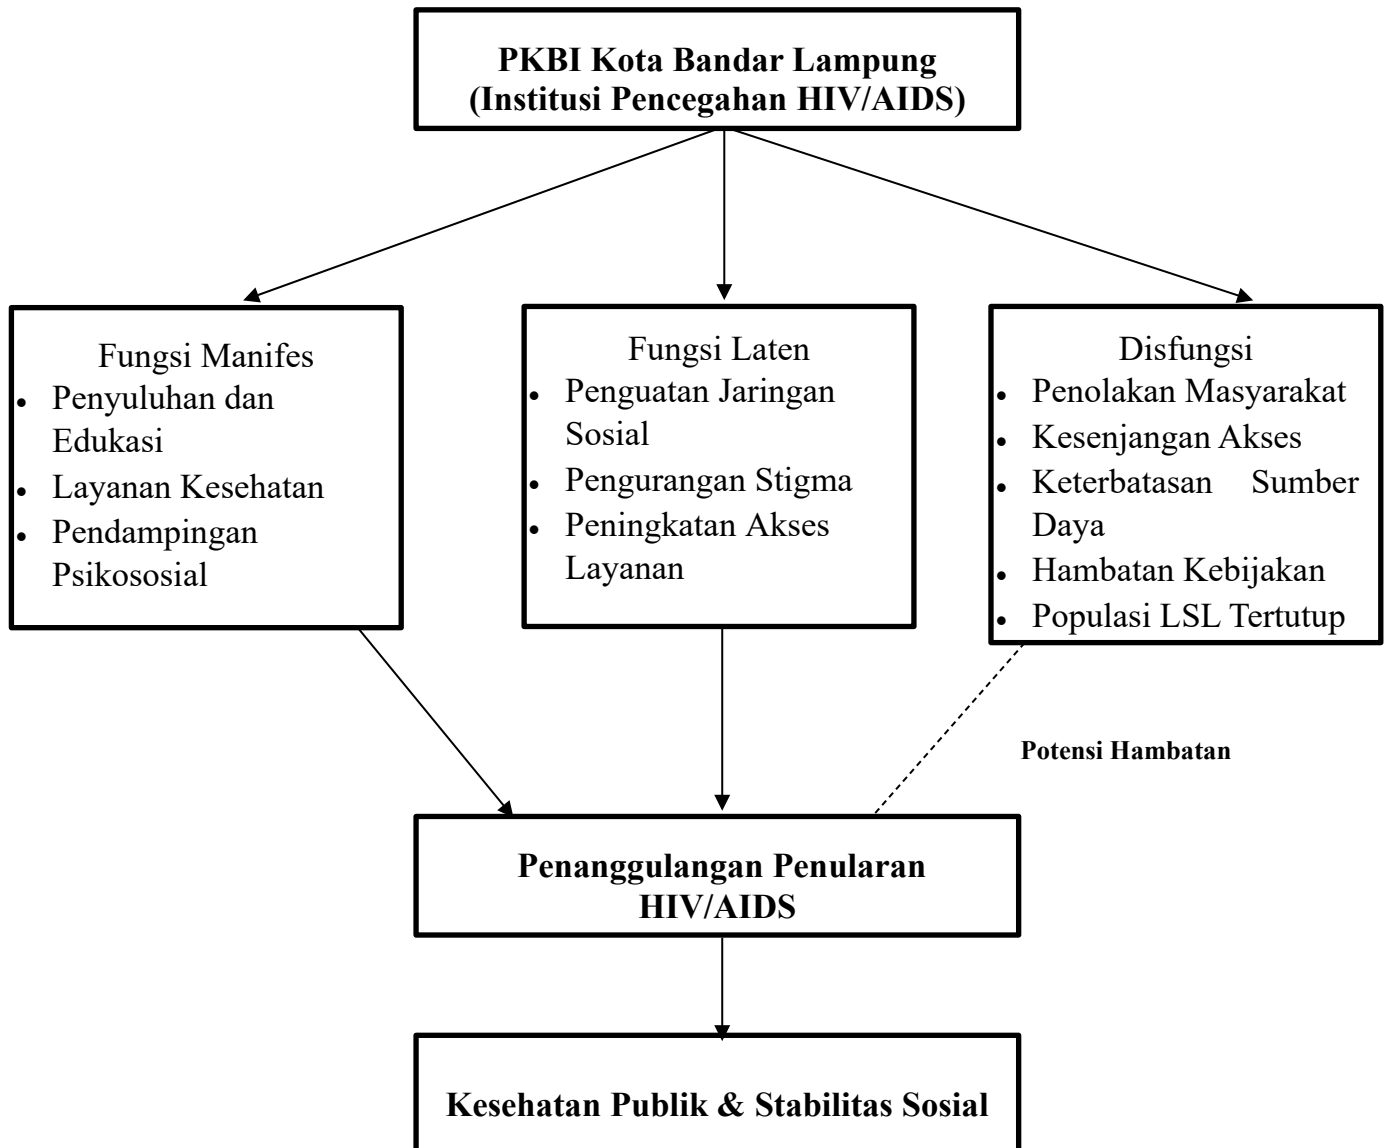 PKBI Kota Bandar Lampung
(Institusi Pencegahan HIV/AIDS)
Fungsi Manifes
• Penyuluhan dan
Edukasi
• Layanan Kesehatan
• Pendampingan
Psikososial
Fungsi Laten
• Penguatan Jaringan
Sosial
• Pengurangan Stigma
• Peningkatan Akses
Layanan
Disfungsi
• Penolakan Masyarakat
• Kesenjangan Akses
• Keterbatasan Sumber
Daya
• Hambatan Kebijakan
• Populasi LSL Tertutup
Potensi Hambatan
Penanggulangan Penularan
HIV/AIDS
Kesehatan Publik & Stabilitas Sosial